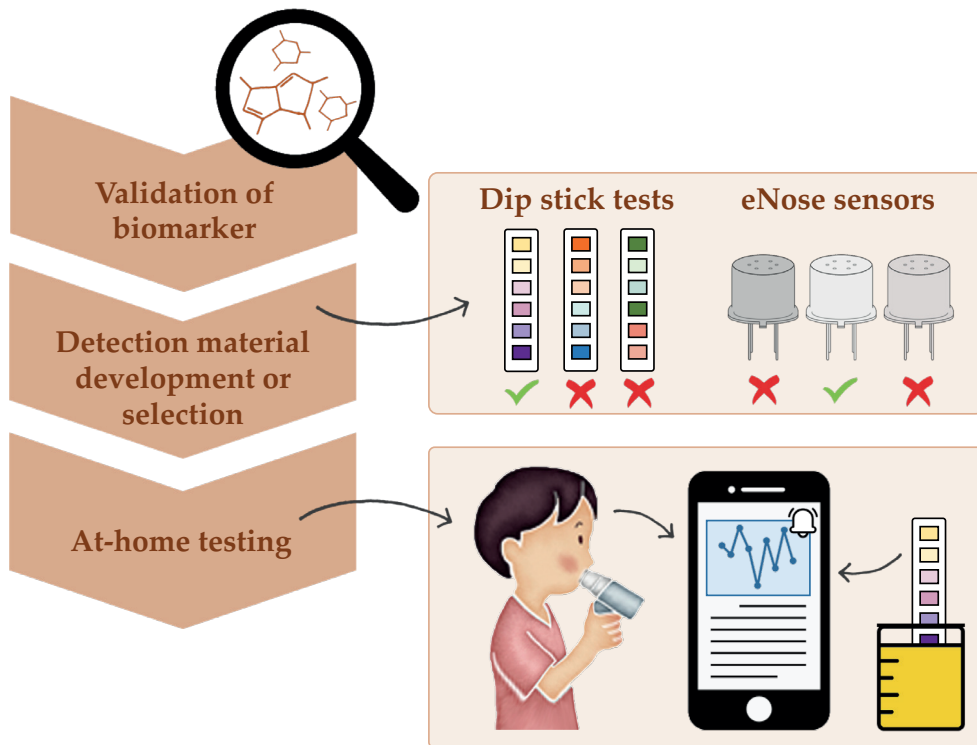 Validation of
biomarker
Dip stick tests
eNose sensors
Detection material
development or
selection
At-home testing